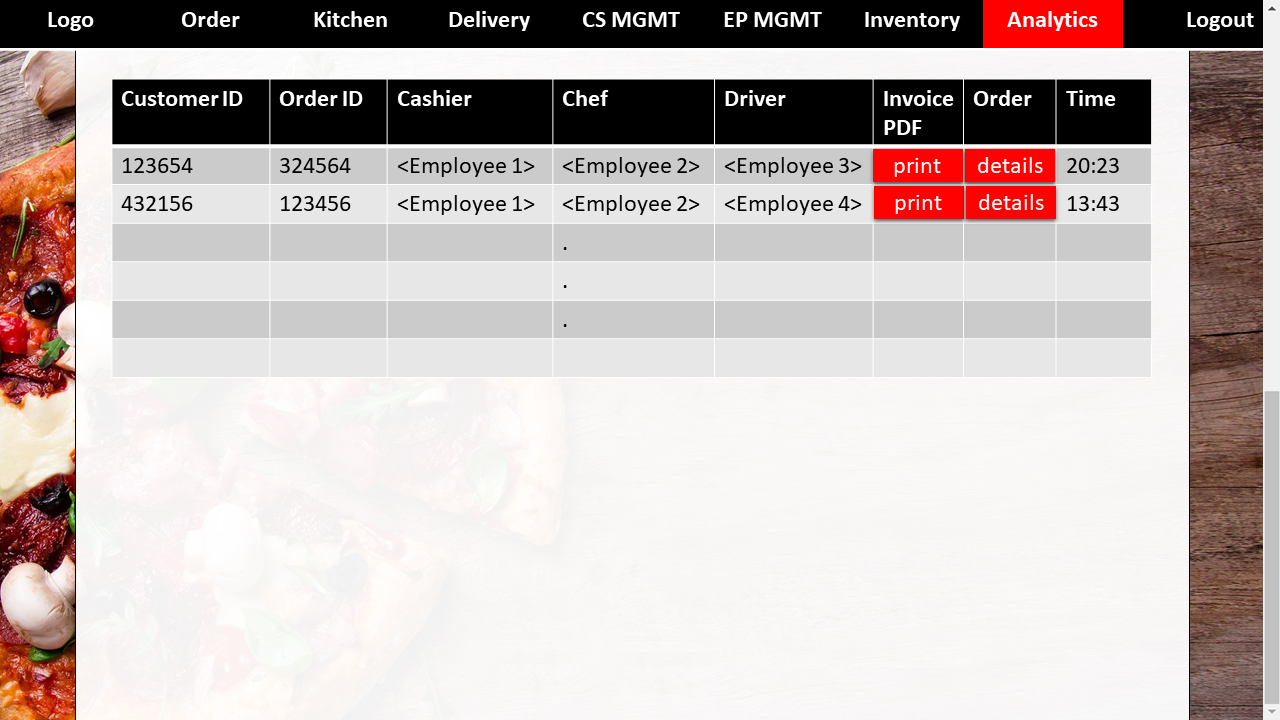 Logo Order Kitchen Delivery CS MGMT EP MGMT Inventory Analytics Logout
Customer ID Order ID Cashier Chef Driver Invoice PDF Order Time
123654 324564 <Employee 1> <Employee 2> <Employee 3> print details 20:23
432156 123456 <Employee 1> <Employee 2> <Employee 4> print details 13:43
.
.
.